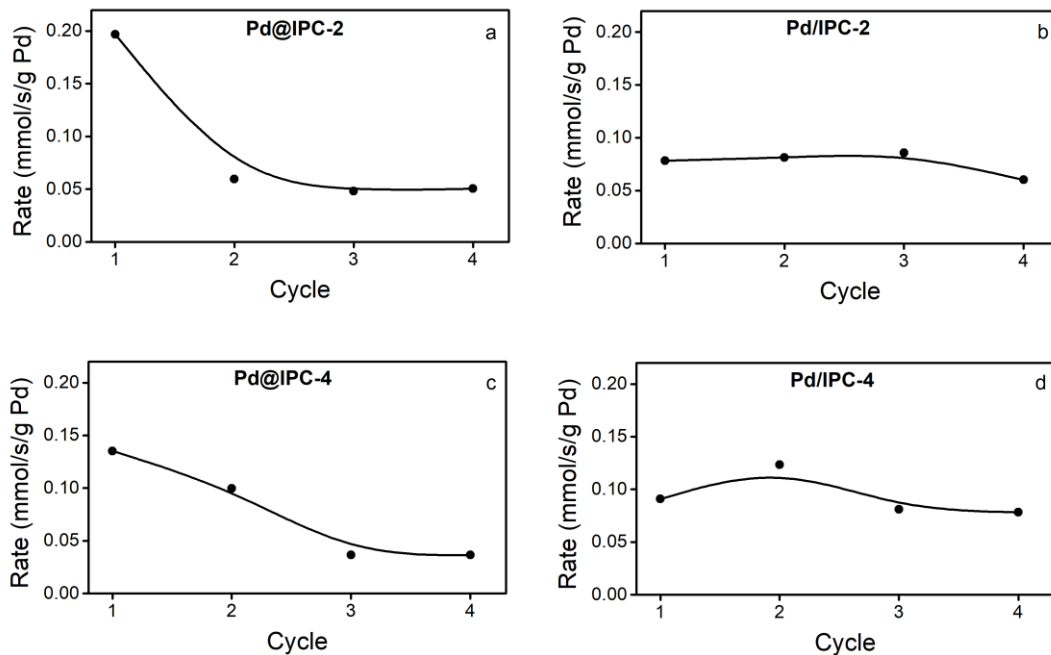 Pd@IPC-2
a
Rate (mmol/s/g Pd)
0.20
0.15
0.10
0.05
0.00
1 2 3 4
Cycle
Pd/IPC-2
b
Rate (mmol/s/g Pd)
0.20
0.15
0.10
0.05
0.00
1 2 3 4
Cycle
Pd@IPC-4
c
Rate (mmol/s/g Pd)
0.20
0.15
0.10
0.05
0.00
1 2 3 4
Cycle
Pd/IPC-4
d
Rate (mmol/s/g Pd)
0.20
0.15
0.10
0.05
0.00
1 2 3 4
Cycle